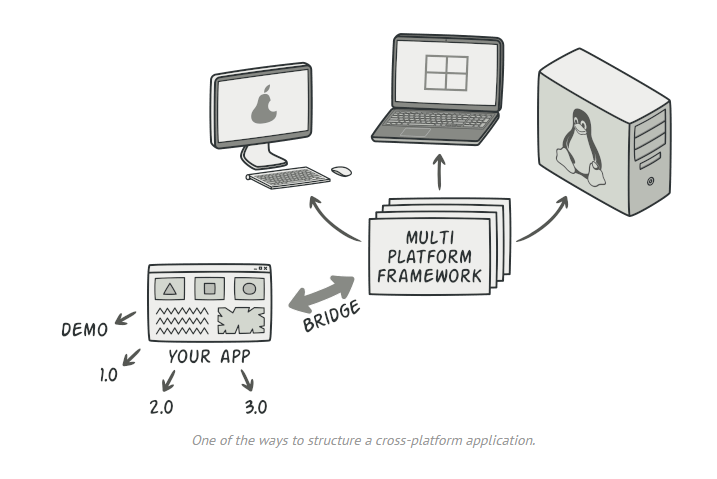 MULTI
PLATFORM
FRAMEWORK
BRIDGE
YOUR APP
DEMO
1.0
2.0
3.0
One of the ways to structure a cross-platform application.